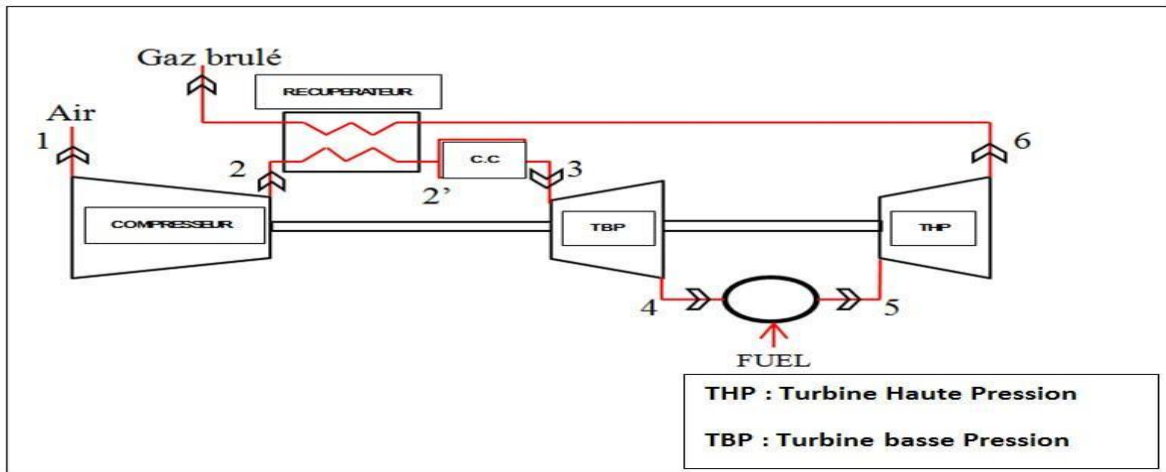 Gaz brulé
RECUPERATEUR
Air
1
2
2’
C.C
3
6
COMPRESSEUR
TBP
THP
4
5
FUEL
THP : Turbine Haute Pression
TBP : Turbine basse Pression